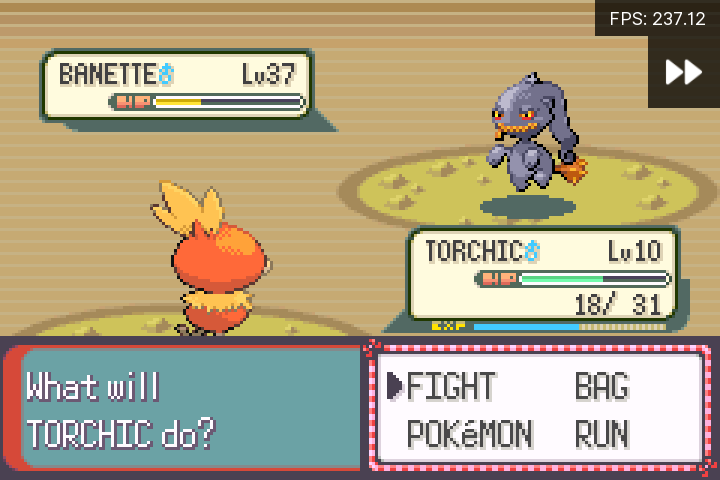 FPS: 237.12
BANETTE♂ Lv37
HP
TORCHIC♂ Lv10
HP
18/ 31
EXP
What will
TORCHIC do?
FIGHT BAG
POKéMON RUN